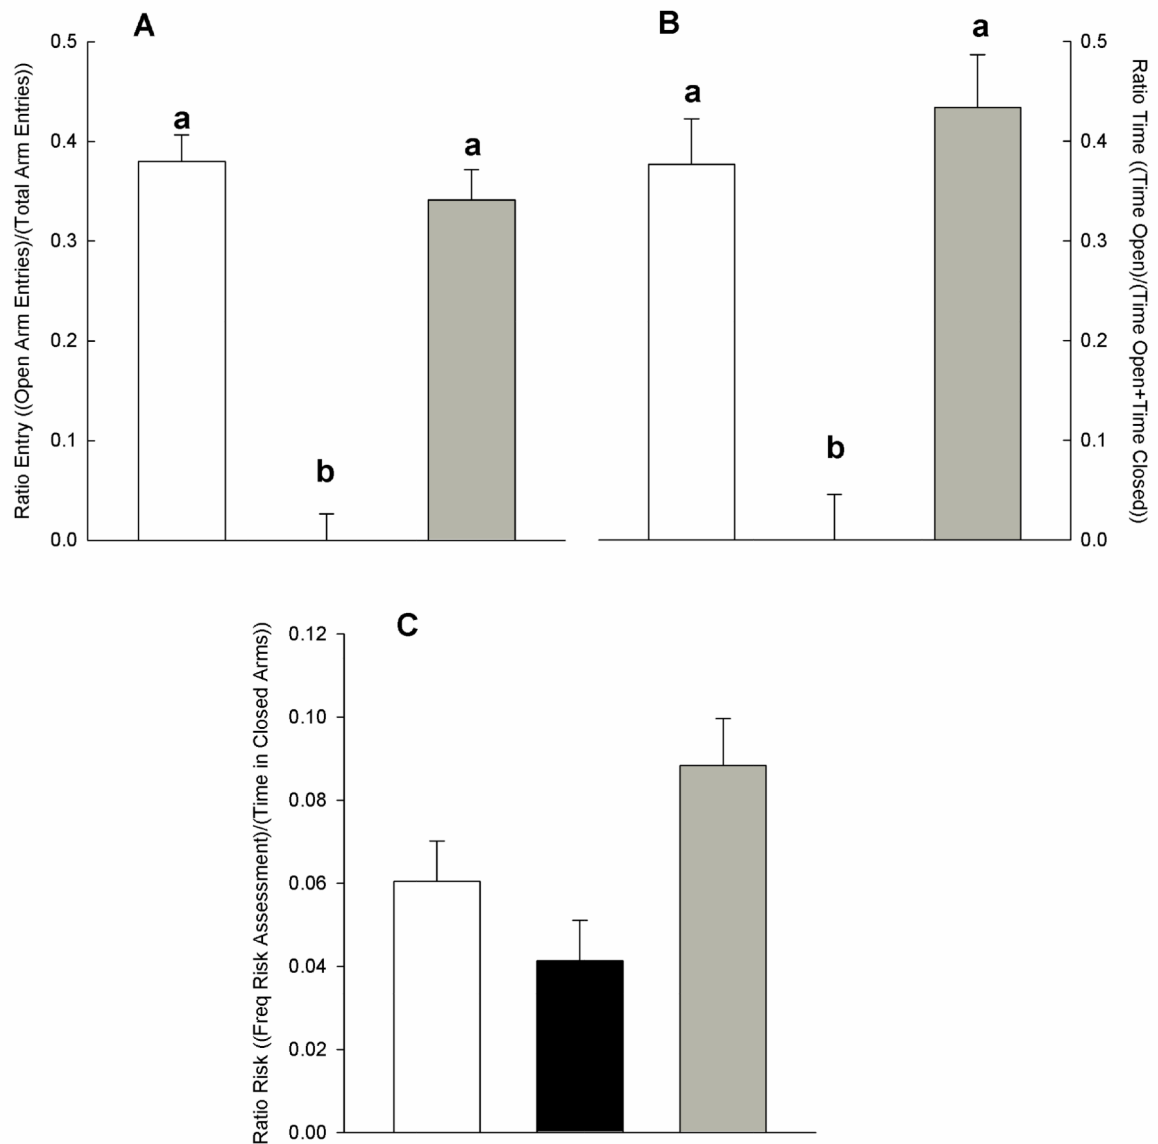 A
B
a
0.5
0.4
0.3
0.2
0.1
0.0
Ratio Entry ((Open Arm Entries)/(Total Arm Entries))
a
b
a
a
b
0.5
0.4
0.3
0.2
0.1
0.0
Ratio Time ((Time Open)/(Time Open+Time Closed))
C
0.12
0.10
0.08
0.06
0.04
0.02
0.00
Ratio Risk ((Freq Risk Assessment)/(Time in Closed Arms))